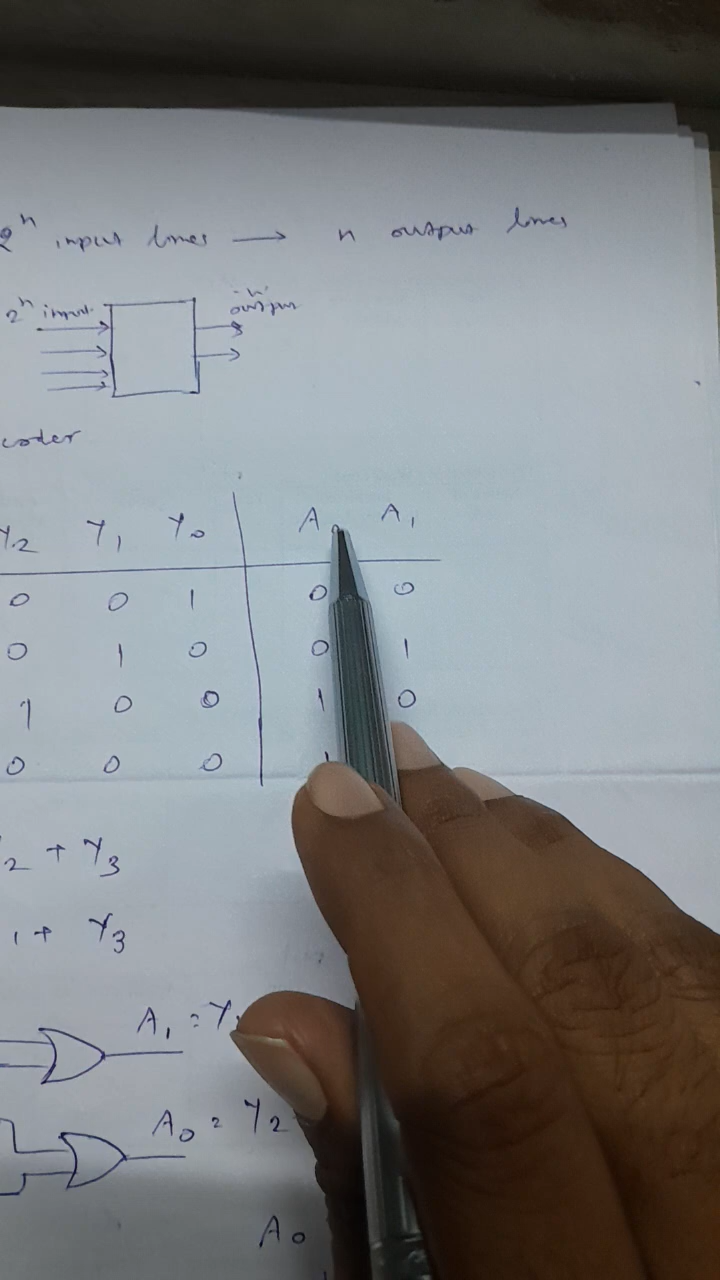 2ⁿ input lines → n output lines
2ⁿ input
'n' output
coder
Y₂ Y₁ Y₀ A A₁
0 0 1 0 0
0 1 0 0 1
1 0 0 1 0
0 0 0 1
₂ + Y₃
₁ + Y₃
A₁ = Y
A₀ = Y₂
A₀